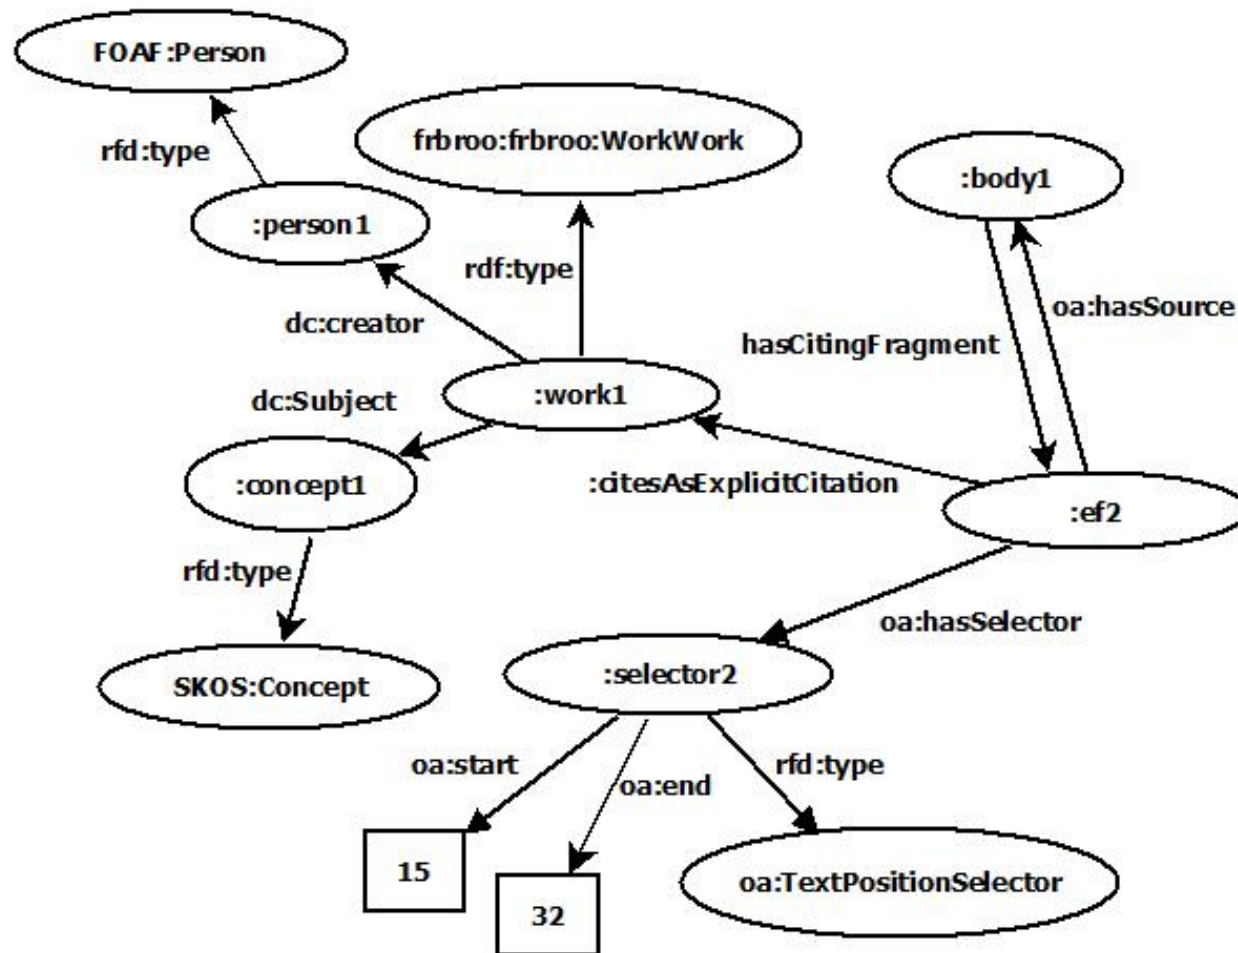 FOAF:Person
rfd:type
frbroo:frbroo:WorkWork
:body1
:person1
rdf:type
oa:hasSource
dc:creator
hasCitingFragment
dc:Subject
:work1
:concept1
:citesAsExplicitCitation
:ef2
rfd:type
oa:hasSelector
SKOS:Concept
:selector2
oa:start
oa:end
rfd:type
15
32
oa:TextPositionSelector